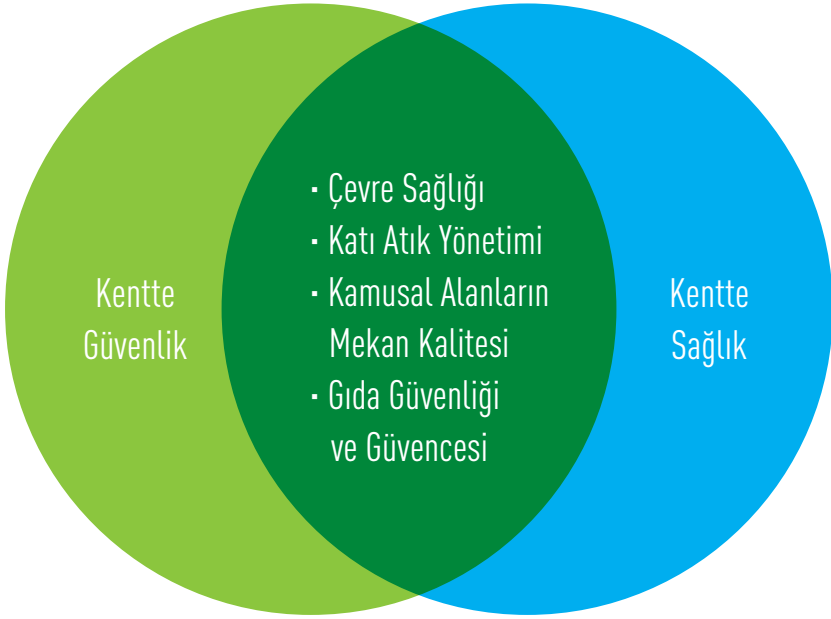 Kentte
Güvenlik
· Çevre Sağlığı
· Katı Atık Yönetimi
· Kamusal Alanların
Mekan Kalitesi
· Gıda Güvenliği
ve Güvencesi
Kentte
Sağlık